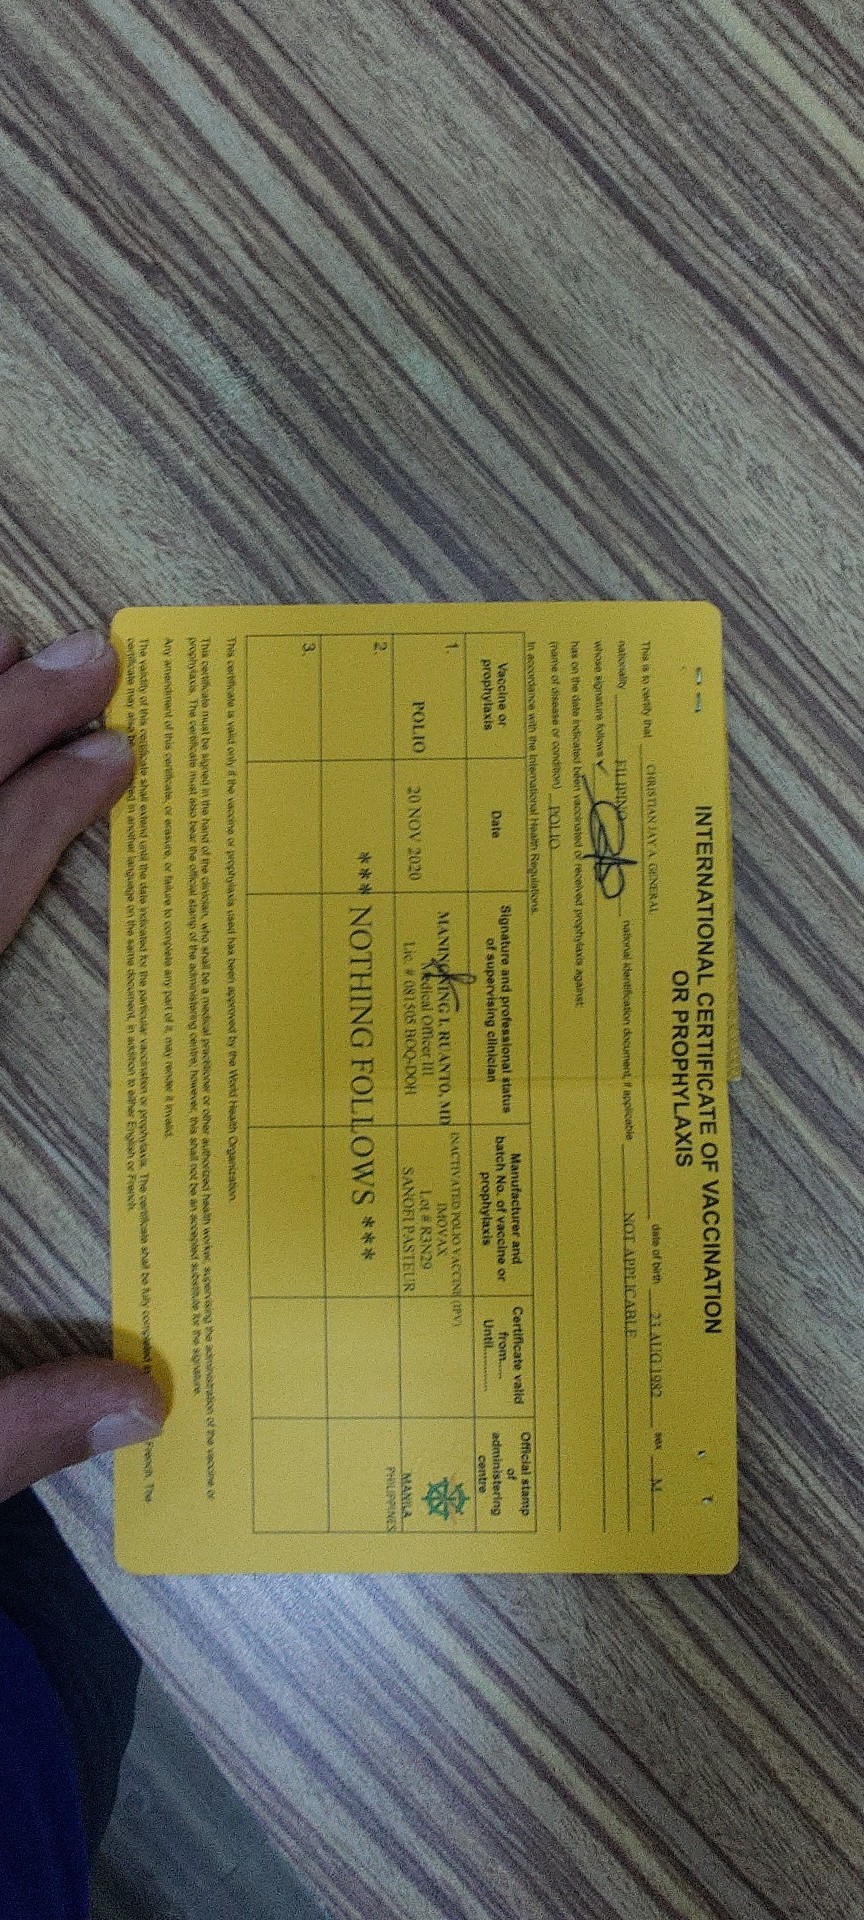 INTERNATIONAL CERTIFICATE OF VACCINATION
OR PROPHYLAXIS
This is to certify that CHRISTIAN JAY A. GENERAL date of birth 23 AUG 1982 sex M
nationality FILIPINO national identification document, if applicable NOT APPLICABLE
whose signature follows
has on the date indicated been vaccinated or received prophylaxis against:
(name of disease or condition) POLIO
in accordance with the International Health Regulations.
Vaccine or prophylaxis
Date
Signature and professional status of supervising clinician
Manufacturer and batch No. of vaccine or prophylaxis
Certificate valid from...... Until............
Official stamp of administering centre
1.
POLIO
20 NOV 2020
RUANTO, MD
Medical Officer III
Lic. # 081505 BOQ-DOH
INACTIVATED POLIO VACCINE (IPV)
IMOVAX
Lot # R3N29
SANOFI PASTEUR
MANILA
PHILIPPINES
2.
*** NOTHING FOLLOWS ***
3.
This certificate is valid only if the vaccine or prophylaxis used has been approved by the World Health Organization.
This certificate must be signed in the hand of the clinician, who shall be a medical practitioner or other authorized health worker, supervising the administration of the vaccine or
prophylaxis. The certificate must also bear the official stamp of the administering centre; however, this shall not be an accepted substitute for the signature.
Any amendment of this certificate, or erasure, or failure to complete any part of it, may render it invalid.
The validity of this certificate shall extend until the date indicated for the particular vaccination or prophylaxis. The certificate shall be fully completed French. The
certificate may also be in another language on the same document, in addition to either English or French.